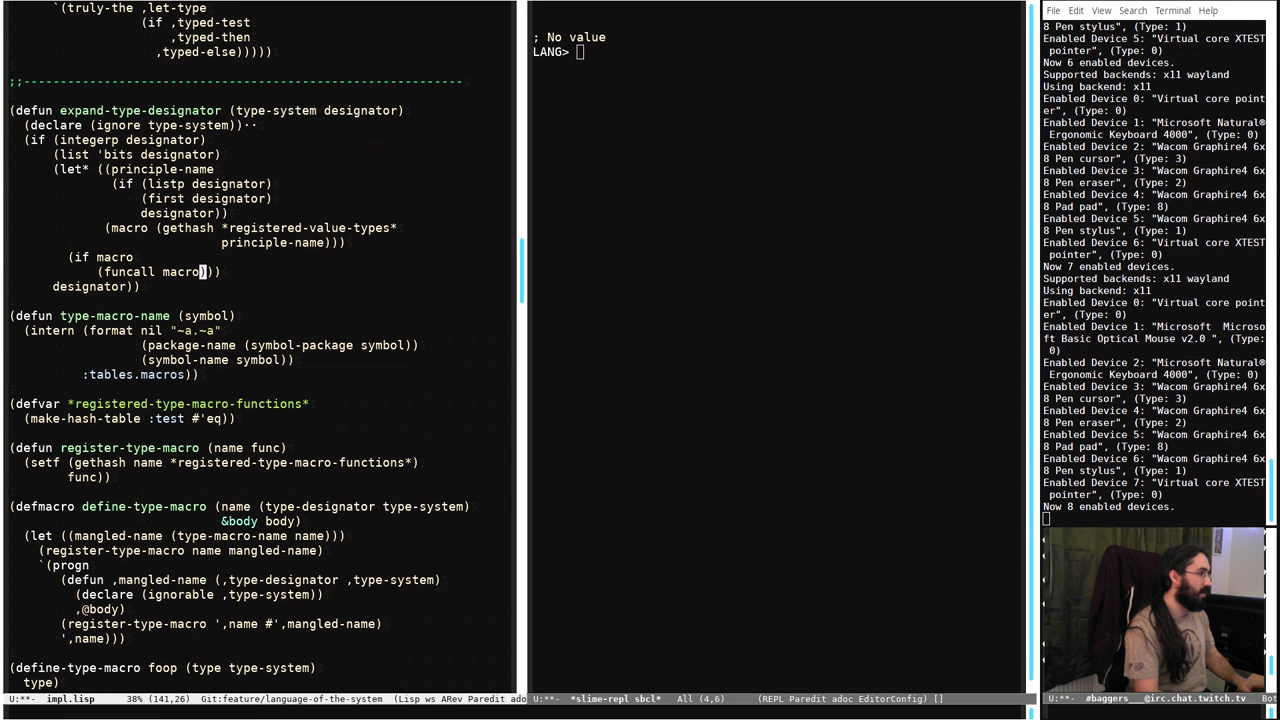 `(truly-the ,let-type
(if ,typed-test
,typed-then
,typed-else)))))
;;-------------------------------------------------------------
(defun expand-type-designator (type-system designator)
(declare (ignore type-system))··
(if (integerp designator)
(list 'bits designator)
(let* ((principle-name
(if (listp designator)
(first designator)
designator))
(macro (gethash *registered-value-types*
principle-name)))
(if macro
(funcall macro)))
designator))
(defun type-macro-name (symbol)
(intern (format nil "~a.~a"
(package-name (symbol-package symbol))
(symbol-name symbol))
:tables.macros))
(defvar *registered-type-macro-functions*
(make-hash-table :test #'eq))
(defun register-type-macro (name func)
(setf (gethash name *registered-type-macro-functions*)
func))
(defmacro define-type-macro (name (type-designator type-system)
&body body)
(let ((mangled-name (type-macro-name name)))
(register-type-macro name mangled-name)
`(progn
(defun ,mangled-name (,type-designator ,type-system)
(declare (ignorable ,type-system))
,@body)
(register-type-macro ',name #',mangled-name)
',name)))
(define-type-macro foop (type type-system)
type)
U:**- impl.lisp 38% (141,26) Git:feature/language-of-the-system (Lisp ws ARev Paredit ado
; No value
LANG>
U:**- *slime-repl sbcl* All (4,6) (REPL Paredit adoc EditorConfig) []
File Edit View Search Terminal Help
8 Pen stylus", (Type: 1)
Enabled Device 5: "Virtual core XTEST
pointer", (Type: 0)
Now 6 enabled devices.
Supported backends: x11 wayland
Using backend: x11
Enabled Device 0: "Virtual core point
er", (Type: 0)
Enabled Device 1: "Microsoft Natural®
Ergonomic Keyboard 4000", (Type: 0)
Enabled Device 2: "Wacom Graphire4 6x
8 Pen cursor", (Type: 3)
Enabled Device 3: "Wacom Graphire4 6x
8 Pen eraser", (Type: 2)
Enabled Device 4: "Wacom Graphire4 6x
8 Pad pad", (Type: 8)
Enabled Device 5: "Wacom Graphire4 6x
8 Pen stylus", (Type: 1)
Enabled Device 6: "Virtual core XTEST
pointer", (Type: 0)
Now 7 enabled devices.
Supported backends: x11 wayland
Using backend: x11
Enabled Device 0: "Virtual core point
er", (Type: 0)
Enabled Device 1: "Microsoft Microso
ft Basic Optical Mouse v2.0 ", (Type:
0)
Enabled Device 2: "Microsoft Natural®
Ergonomic Keyboard 4000", (Type: 0)
Enabled Device 3: "Wacom Graphire4 6x
8 Pen cursor", (Type: 3)
Enabled Device 4: "Wacom Graphire4 6x
8 Pen eraser", (Type: 2)
Enabled Device 5: "Wacom Graphire4 6x
8 Pad pad", (Type: 8)
Enabled Device 6: "Wacom Graphire4 6x
8 Pen stylus", (Type: 1)
Enabled Device 7: "Virtual core XTEST
pointer", (Type: 0)
Now 8 enabled devices.
U:**- #baggers___@irc.chat.twitch.tv Bot